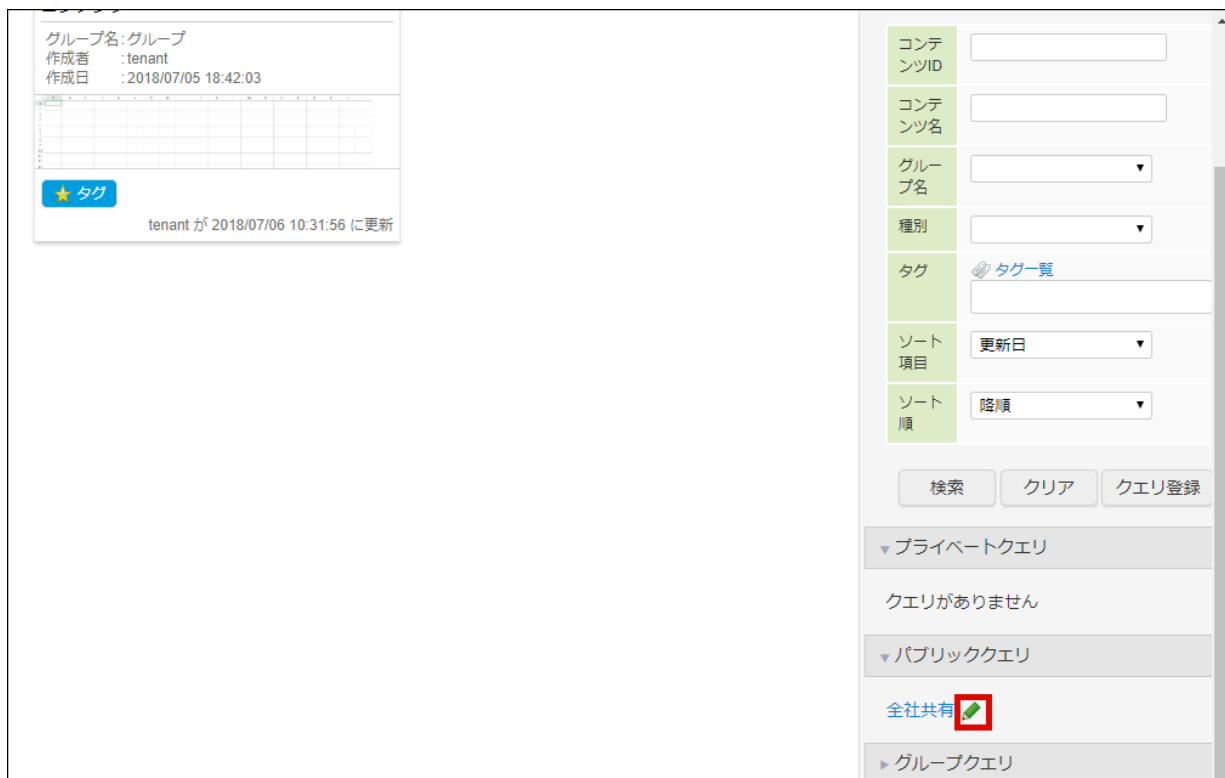 グループ名:グループ
作成者 :tenant
作成日 :2018/07/05 18:42:03
タグ
tenant が 2018/07/06 10:31:56 に更新
コンテ
ンツID
コンテ
ンツ名
グルー
プ名
種別
タグ
タグ一覧
ソート
項目
更新日
ソート
順
降順
検索
クリア
クエリ登録
プライベートクエリ
クエリがありません
パブリッククエリ
全社共有
グループクエリ